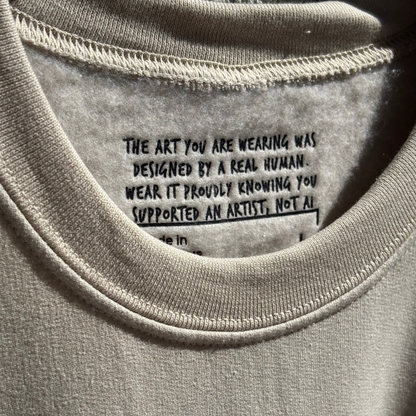 THE ART YOU ARE WEARING WAS
DESIGNED BY A REAL HUMAN.
WEAR IT PROUDLY KNOWING YOU
SUPPORTED AN ARTIST, NOT AI
in